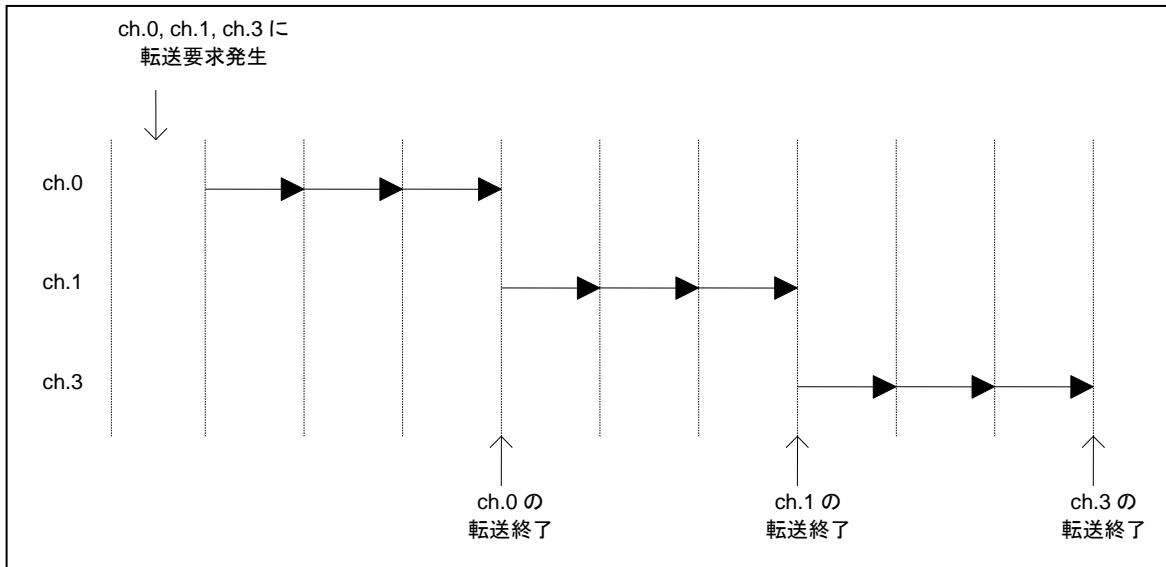 ch.0, ch.1, ch.3 に
転送要求発生
ch.0
ch.1
ch.3
ch.0 の
転送終了
ch.1 の
転送終了
ch.3 の
転送終了